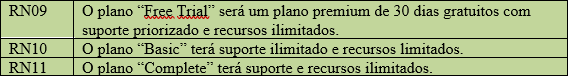 RN09 O plano “Free Trial” será um plano premium de 30 dias gratuitos com
suporte priorizado e recursos ilimitados.
RN10 O plano “Basic” terá suporte ilimitado e recursos limitados.
RN11 O plano “Complete” terá suporte e recursos ilimitados.